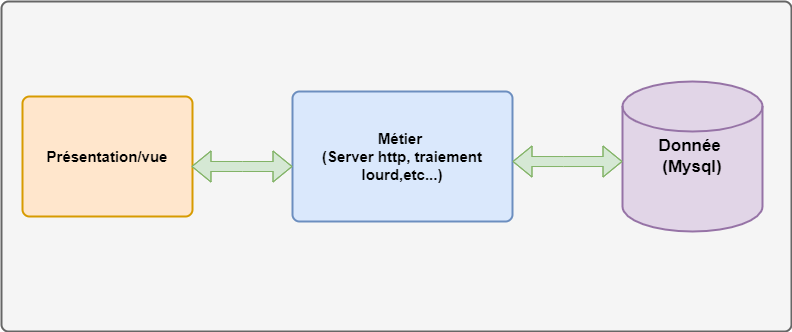 Présentation/vue
Métier
(Server http, traiement
lourd,etc...)
Donnée
(Mysql)